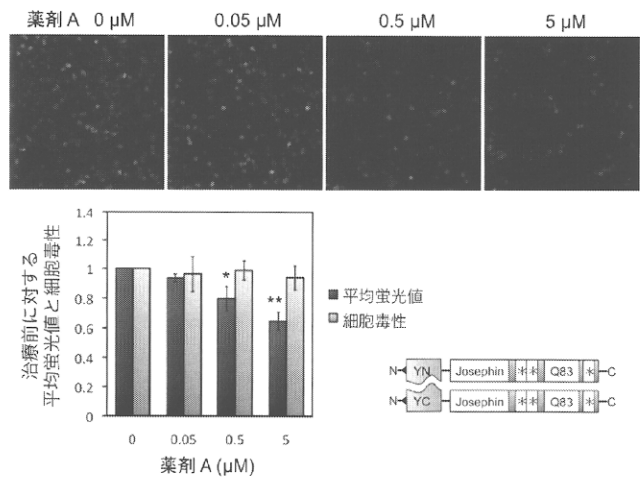 薬剤 A 0 μM 0.05 μM 0.5 μM 5 μM
治療前に対する
平均蛍光値と細胞毒性
1.4
1.2
1
0.8
0.6
0.4
0.2
0
*
**
0 0.05 0.5 5
薬剤 A (μM)
平均蛍光値
細胞毒性
N YN Josephin * * Q83 * C
N YC Josephin * * Q83 * C